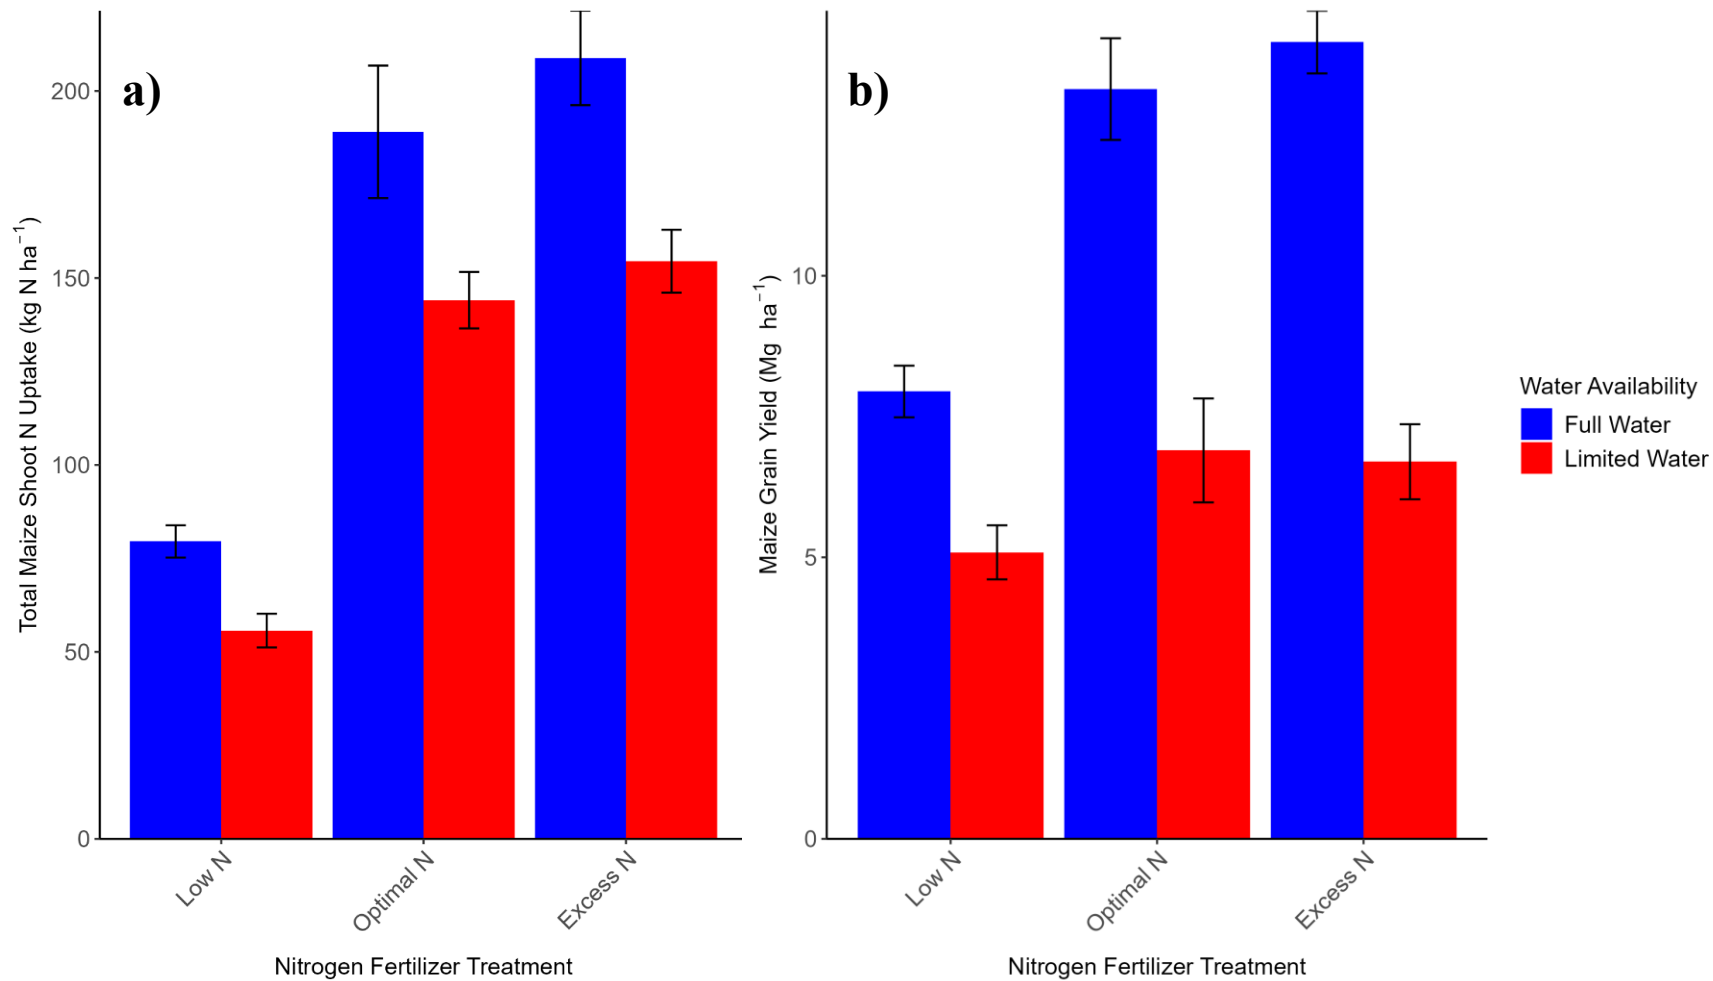 a)
Total Maize Shoot N Uptake (kg N ha⁻¹)
200
150
100
50
0
Low N
Optimal N
Excess N
Nitrogen Fertilizer Treatment
b)
Maize Grain Yield (Mg ha⁻¹)
10
5
0
Low N
Optimal N
Excess N
Nitrogen Fertilizer Treatment
Water Availability
Full Water
Limited Water